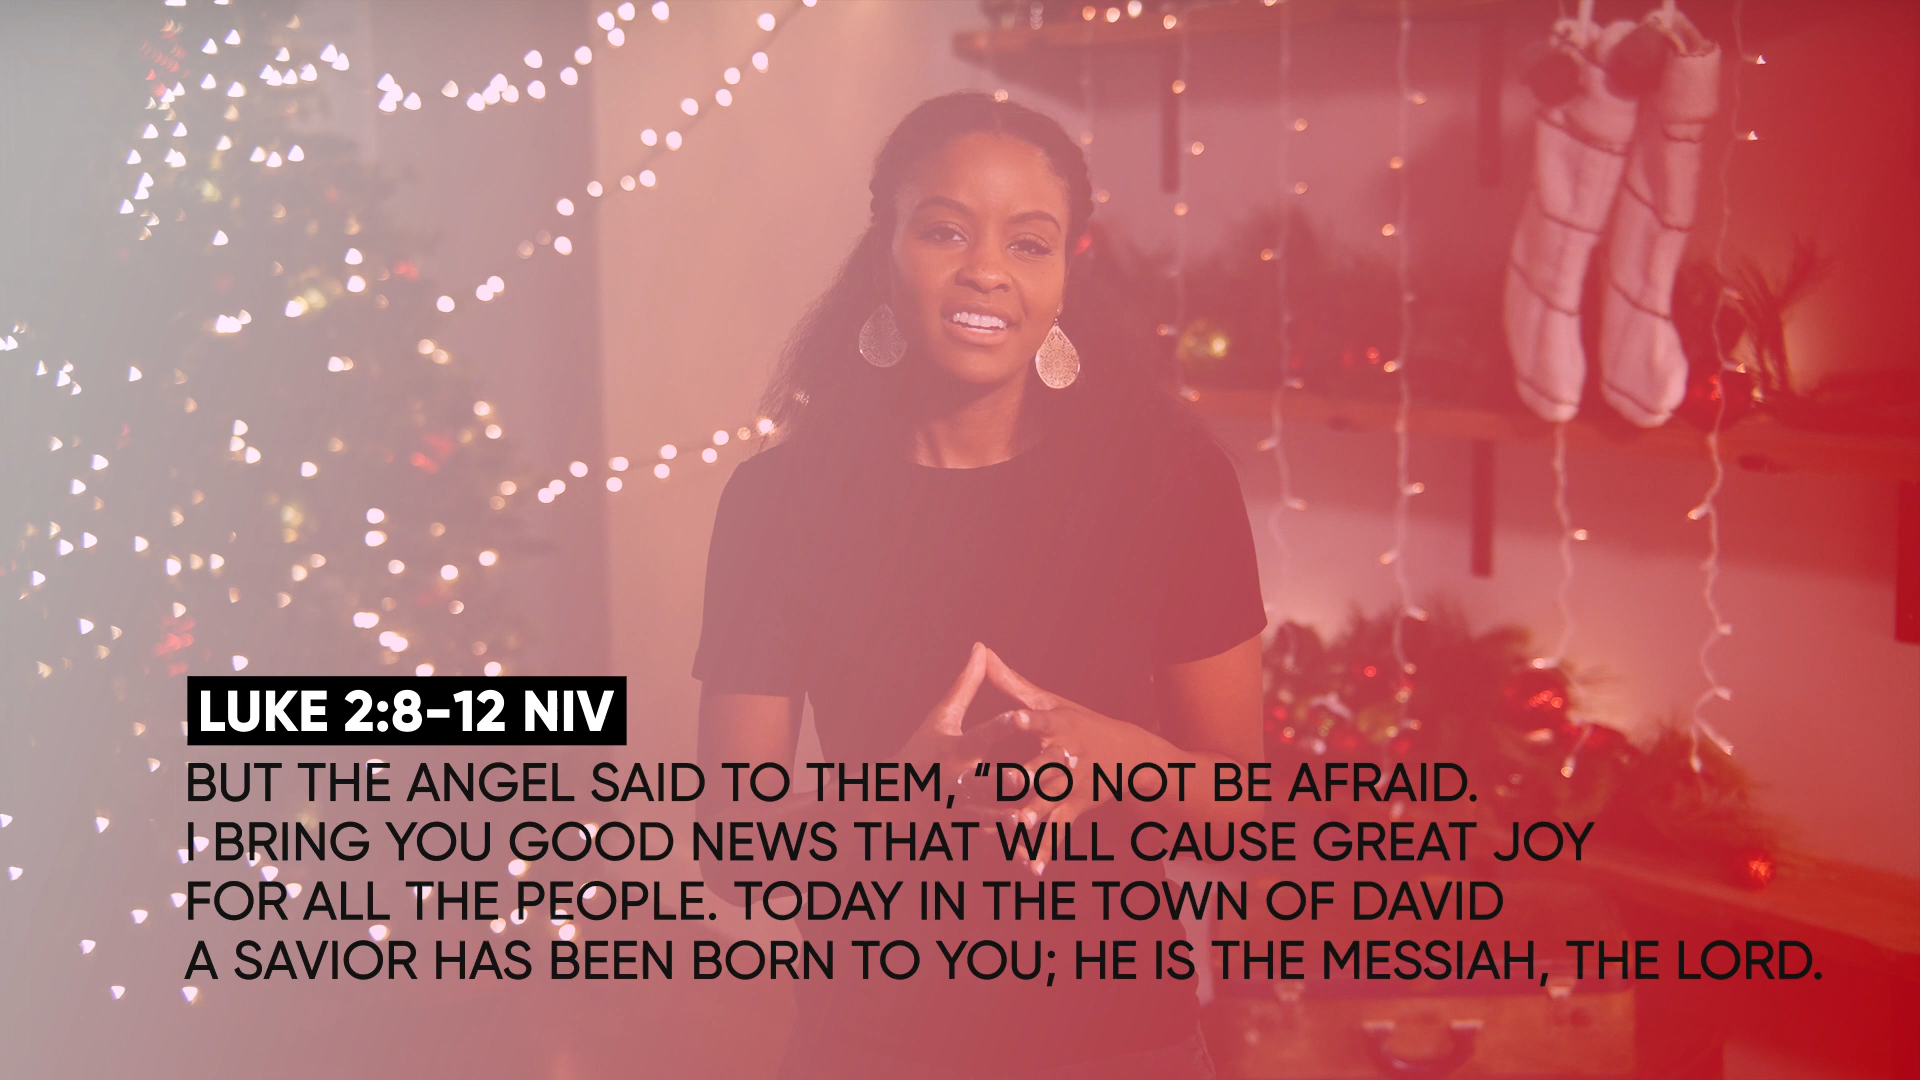 LUKE 2:8-12 NIV
BUT THE ANGEL SAID TO THEM, “DO NOT BE AFRAID.
I BRING YOU GOOD NEWS THAT WILL CAUSE GREAT JOY
FOR ALL THE PEOPLE. TODAY IN THE TOWN OF DAVID
A SAVIOR HAS BEEN BORN TO YOU; HE IS THE MESSIAH, THE LORD.